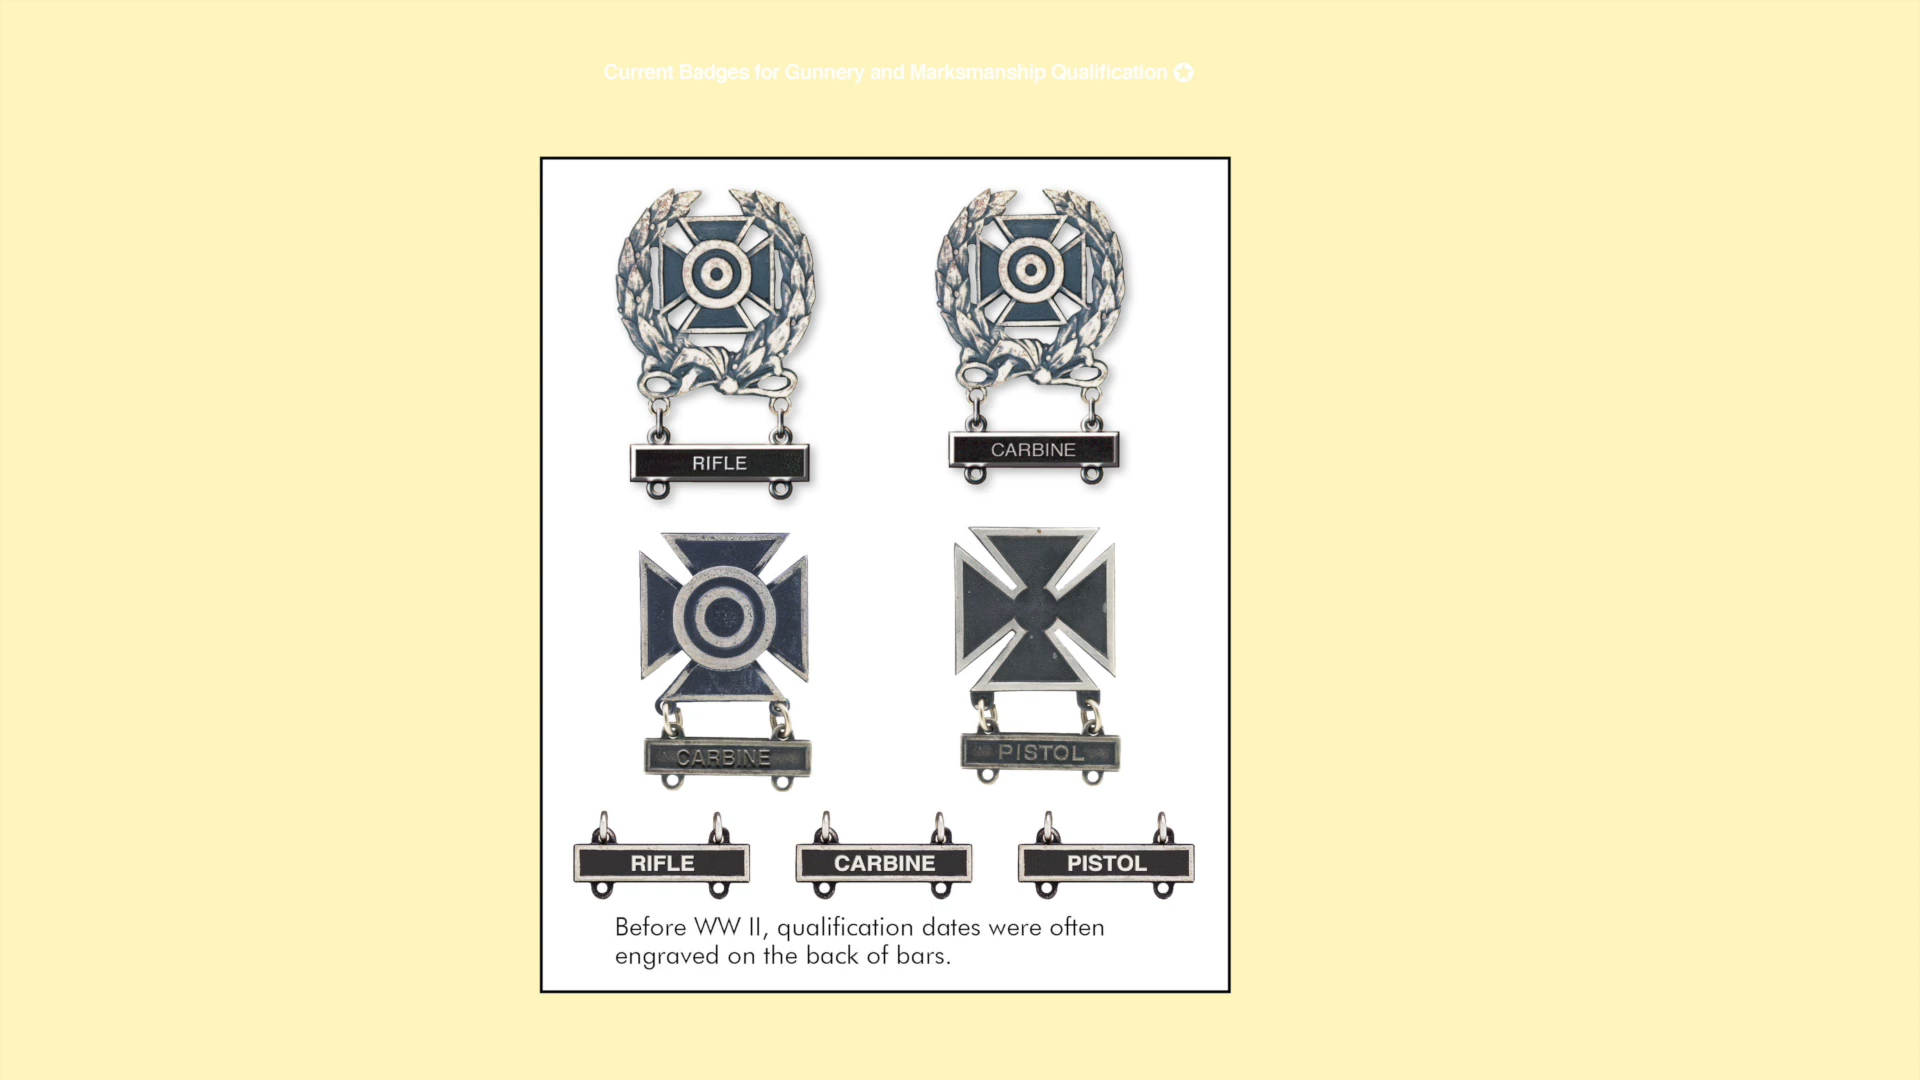 Current Badges for Gunnery and Marksmanship Qualification
RIFLE
CARBINE
CARBINE
PISTOL
RIFLE
CARBINE
PISTOL
Before WW II, qualification dates were often
engraved on the back of bars.